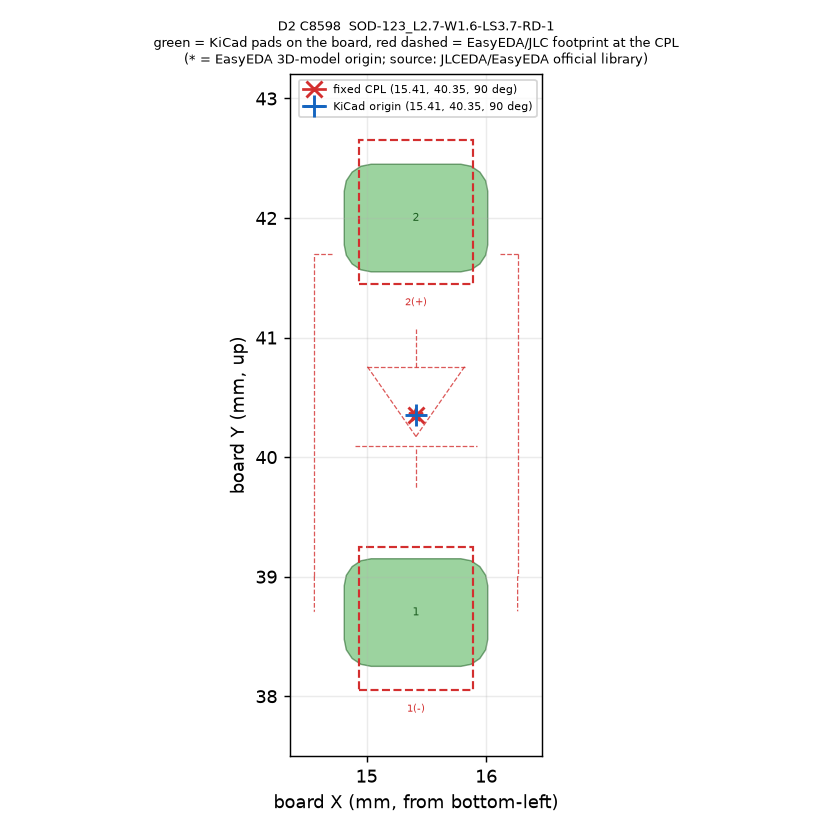 D2 C8598  SOD-123_L2.7-W1.6-LS3.7-RD-1
green = KiCad pads on the board, red dashed = EasyEDA/JLC footprint at the CPL
(* = EasyEDA 3D-model origin; source: JLCEDA/EasyEDA official library)
fixed CPL (15.41, 40.35, 90 deg)
KiCad origin (15.41, 40.35, 90 deg)
43
42
41
40
39
38
board Y (mm, up)
2
2(+)
1
1(-)
15
16
board X (mm, from bottom-left)